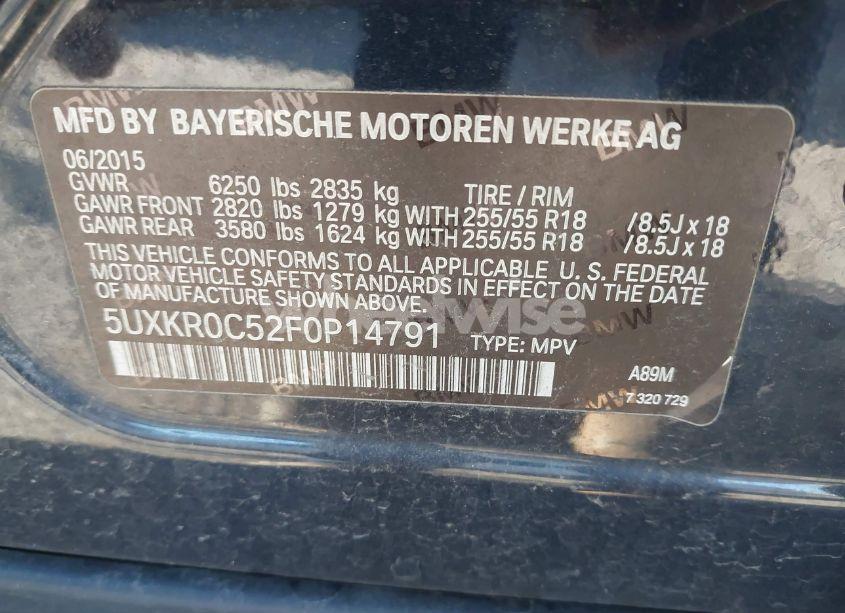 MFD BY BAYERISCHE MOTOREN WERKE AG
06/2015
GVWR 6250 lbs 2835 kg TIRE / RIM
GAWR FRONT 2820 lbs 1279 kg WITH 255/55 R18 /8.5J x 18
GAWR REAR 3580 lbs 1624 kg WITH 255/55 R18 /8.5J x 18
THIS VEHICLE CONFORMS TO ALL APPLICABLE U. S. FEDERAL
MOTOR VEHICLE SAFETY STANDARDS IN EFFECT ON THE DATE
OF MANUFACTURE SHOWN ABOVE:
wheelwise
5UXKR0C52F0P14791 TYPE: MPV
A89M
7 320 729